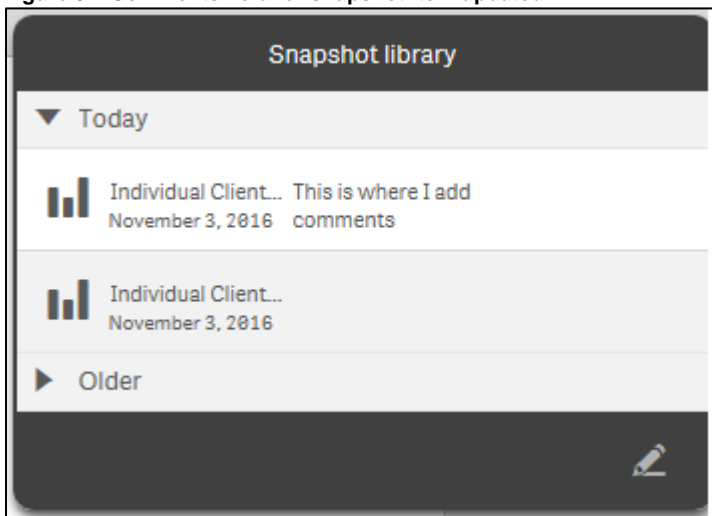 Snapshot library
Today
Individual Client... This is where I add
November 3, 2016 comments
Individual Client...
November 3, 2016
Older